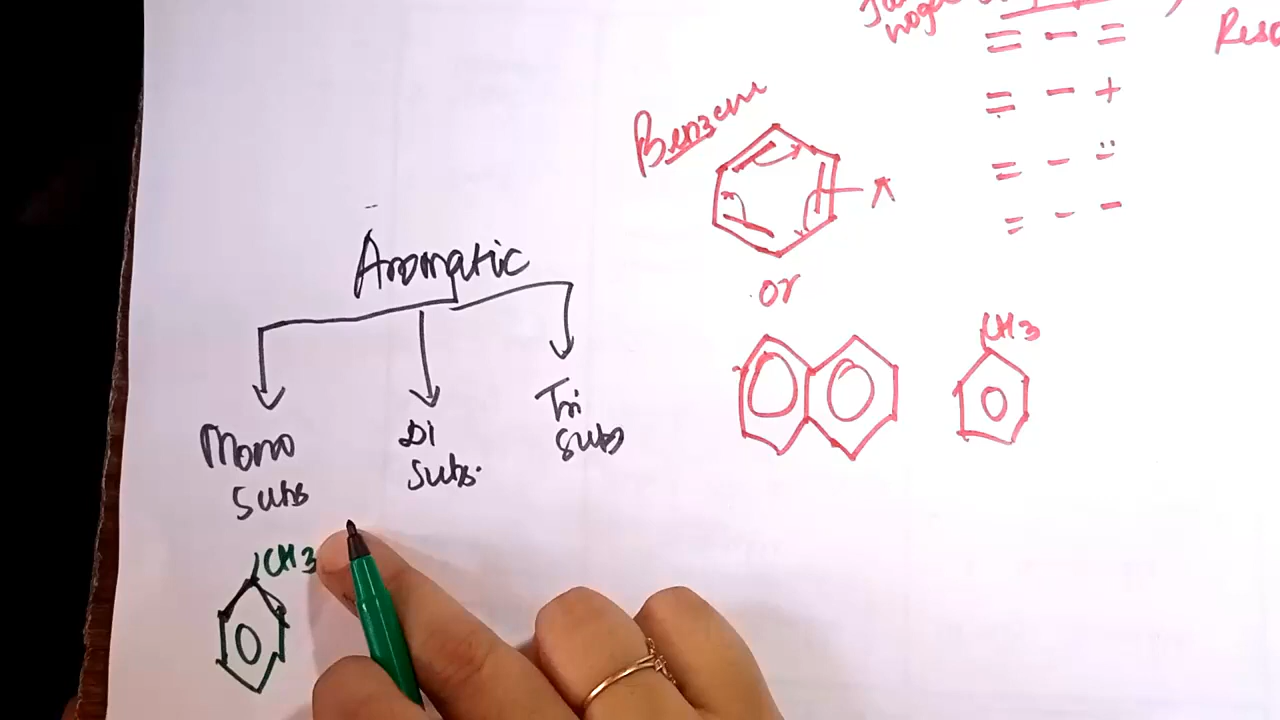 Benzene
= - =
= - +
= - ..
= - -
or
CH3
Aromatic
Mono
Subs
Di
Subs.
Tri
Subs
CH3